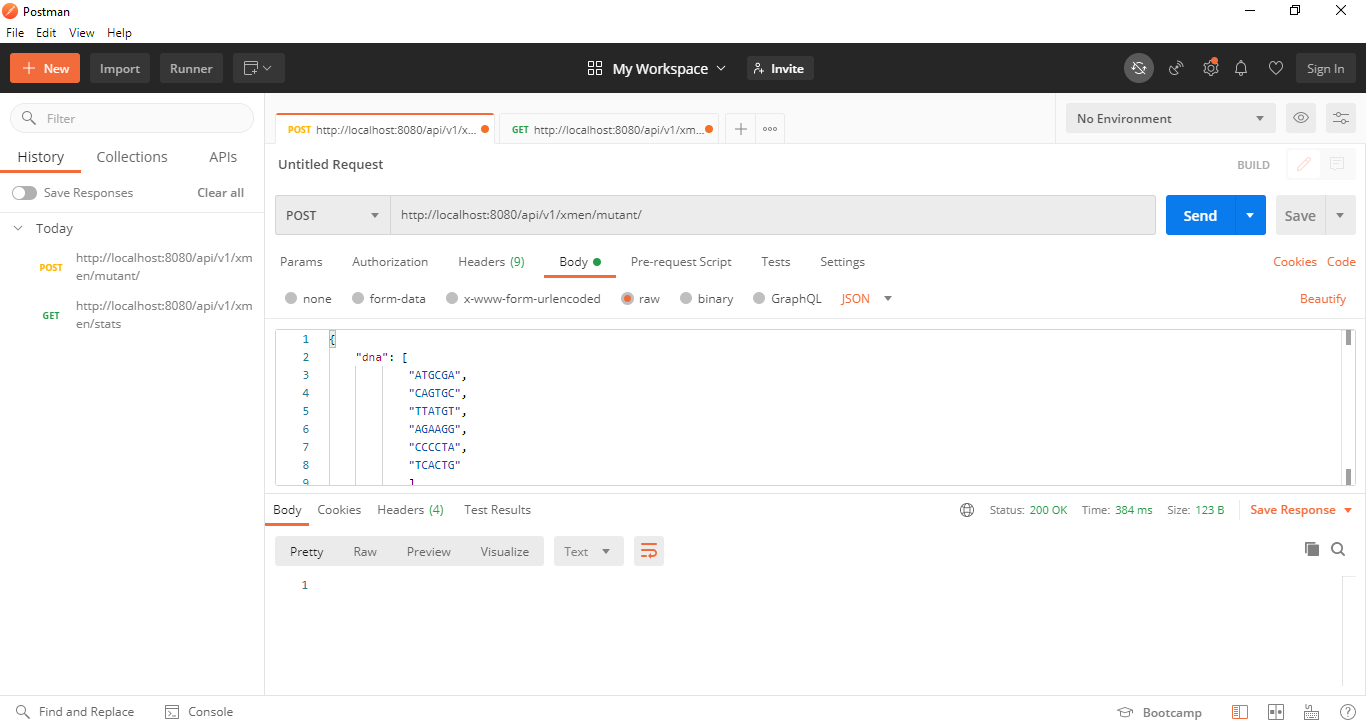 Postman
File Edit View Help
New Import Runner My Workspace Invite Sign In
Filter
History Collections APIs
Save Responses Clear all
Today
POST http://localhost:8080/api/v1/xm
en/mutant/
GET http://localhost:8080/api/v1/xm
en/stats
POST http://localhost:8080/api/v1/x... GET http://localhost:8080/api/v1/xm... No Environment
Untitled Request BUILD
POST http://localhost:8080/api/v1/xmen/mutant/ Send Save
Params Authorization Headers (9) Body Pre-request Script Tests Settings Cookies Code
none form-data x-www-form-urlencoded raw binary GraphQL JSON Beautify
1 {
2 "dna": [
3 "ATGCGA",
4 "CAGTGC",
5 "TTATGT",
6 "AGAAGG",
7 "CCCCTA",
8 "TCACTG"
9 ]
Body Cookies Headers (4) Test Results Status: 200 OK Time: 384 ms Size: 123 B Save Response
Pretty Raw Preview Visualize Text
1
Find and Replace Console Bootcamp